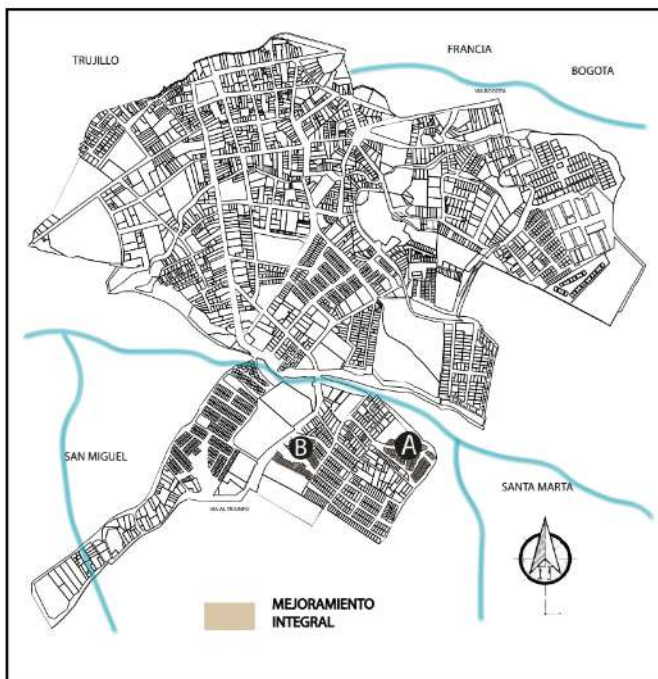 TRUJILLO
FRANCIA
BOGOTA
VIA BOGOTA
B
A
SAN MIGUEL
SANTA MARTA
VIA AL TRIUNFO
MEJORAMIENTO
INTEGRAL